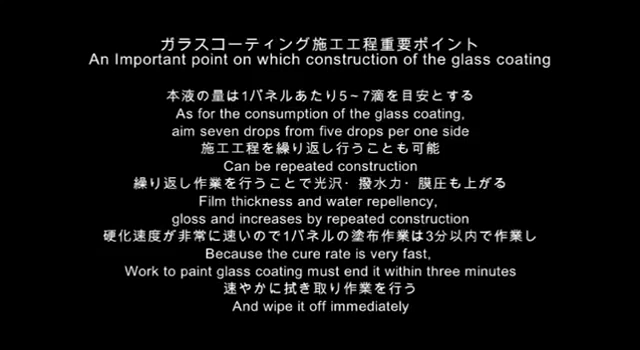 ガラスコーティング施工工程重要ポイント
An Important point on which construction of the glass coating
本液の量は1パネルあたり5~7滴を目安とする
As for the consumption of the glass coating,
aim seven drops from five drops per one side
施工工程を繰り返し行うことも可能
Can be repeated construction
繰り返し作業を行うことで光沢・撥水力・膜圧も上がる
Film thickness and water repellency,
gloss and increases by repeated construction
硬化速度が非常に速いので1パネルの塗布作業は3分以内で作業し
Because the cure rate is very fast,
Work to paint glass coating must end it within three minutes
速やかに拭き取り作業を行う
And wipe it off immediately